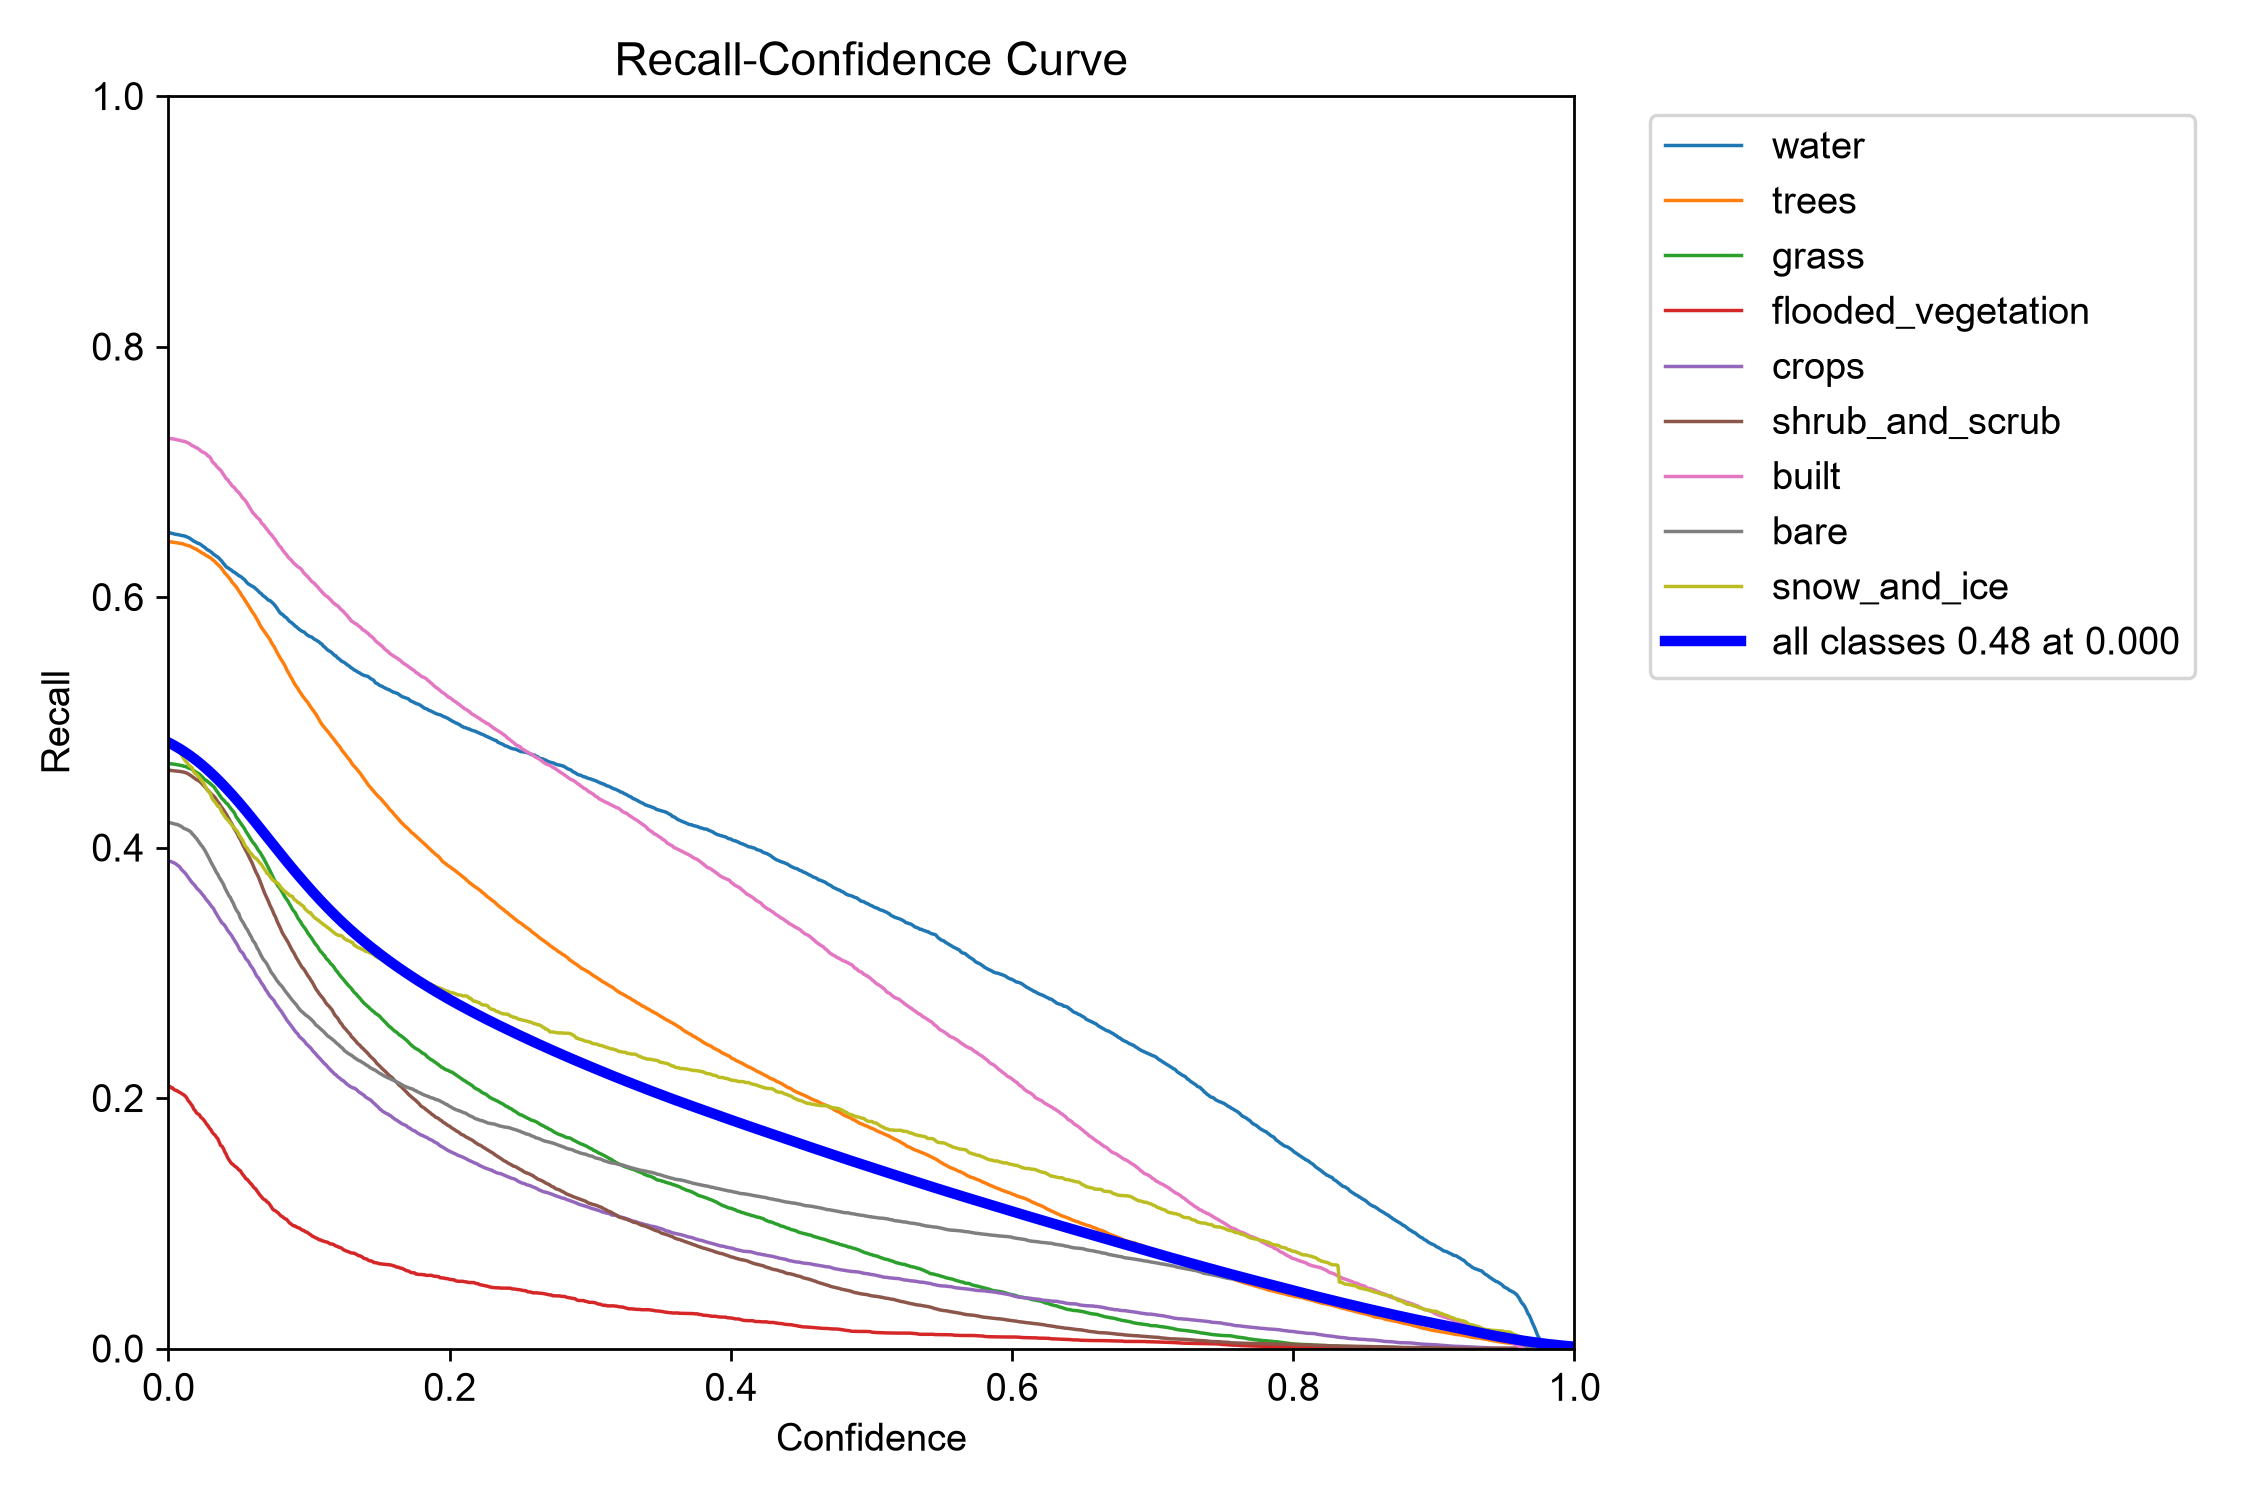 Recall-Confidence Curve
1.0
0.8
0.6
0.4
0.2
0.0
0.0 0.2 0.4 0.6 0.8 1.0
Recall
Confidence
water
trees
grass
flooded_vegetation
crops
shrub_and_scrub
built
bare
snow_and_ice
all classes 0.48 at 0.000